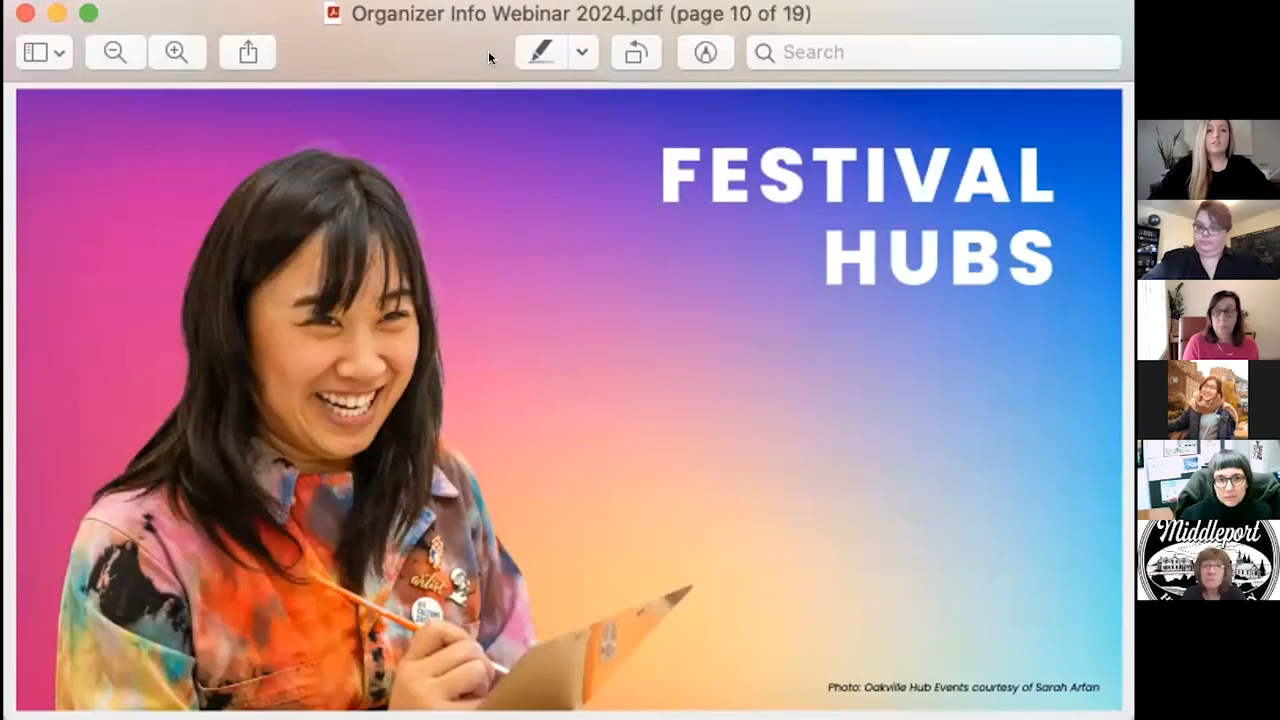 Organizer Info Webinar 2024.pdf (page 10 of 19)
Search
FESTIVAL
HUBS
artist
Photo: Oakville Hub Events courtesy of Sarah Arfan
Middleport